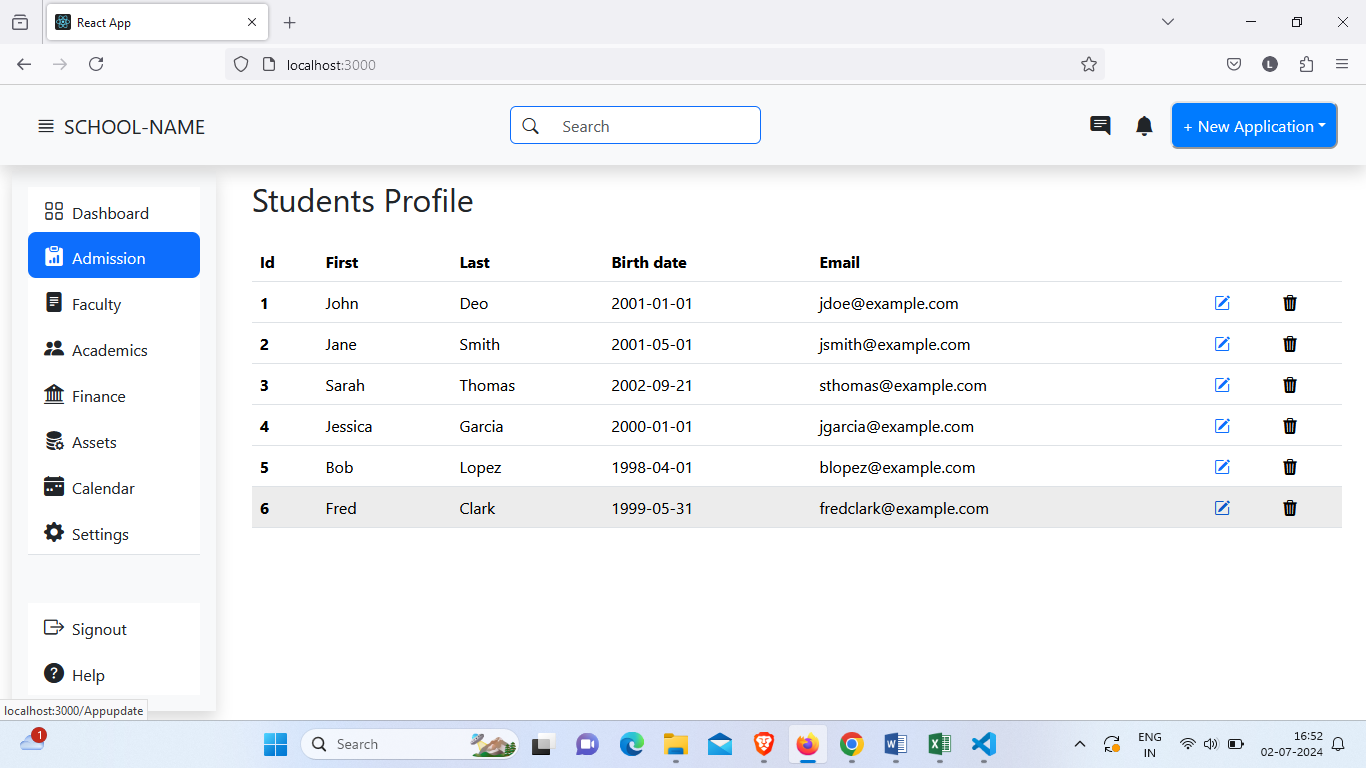 React App
localhost:3000
L
SCHOOL-NAME
Search
+ New Application
Dashboard
Admission
Faculty
Academics
Finance
Assets
Calendar
Settings
Signout
Help
Students Profile
Id First Last Birth date Email
1 John Deo 2001-01-01 jdoe@example.com
2 Jane Smith 2001-05-01 jsmith@example.com
3 Sarah Thomas 2002-09-21 sthomas@example.com
4 Jessica Garcia 2000-01-01 jgarcia@example.com
5 Bob Lopez 1998-04-01 blopez@example.com
6 Fred Clark 1999-05-31 fredclark@example.com
localhost:3000/Appupdate
1
Search
ENG
IN
16:52
02-07-2024